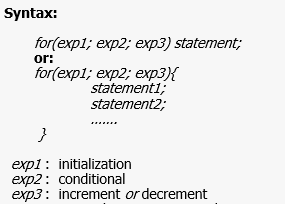 Syntax:
for(exp1; exp2; exp3) statement;
or:
for(exp1; exp2; exp3){
statement1;
statement2;
.......
}
exp1 : initialization
exp2 : conditional
exp3 : increment or decrement